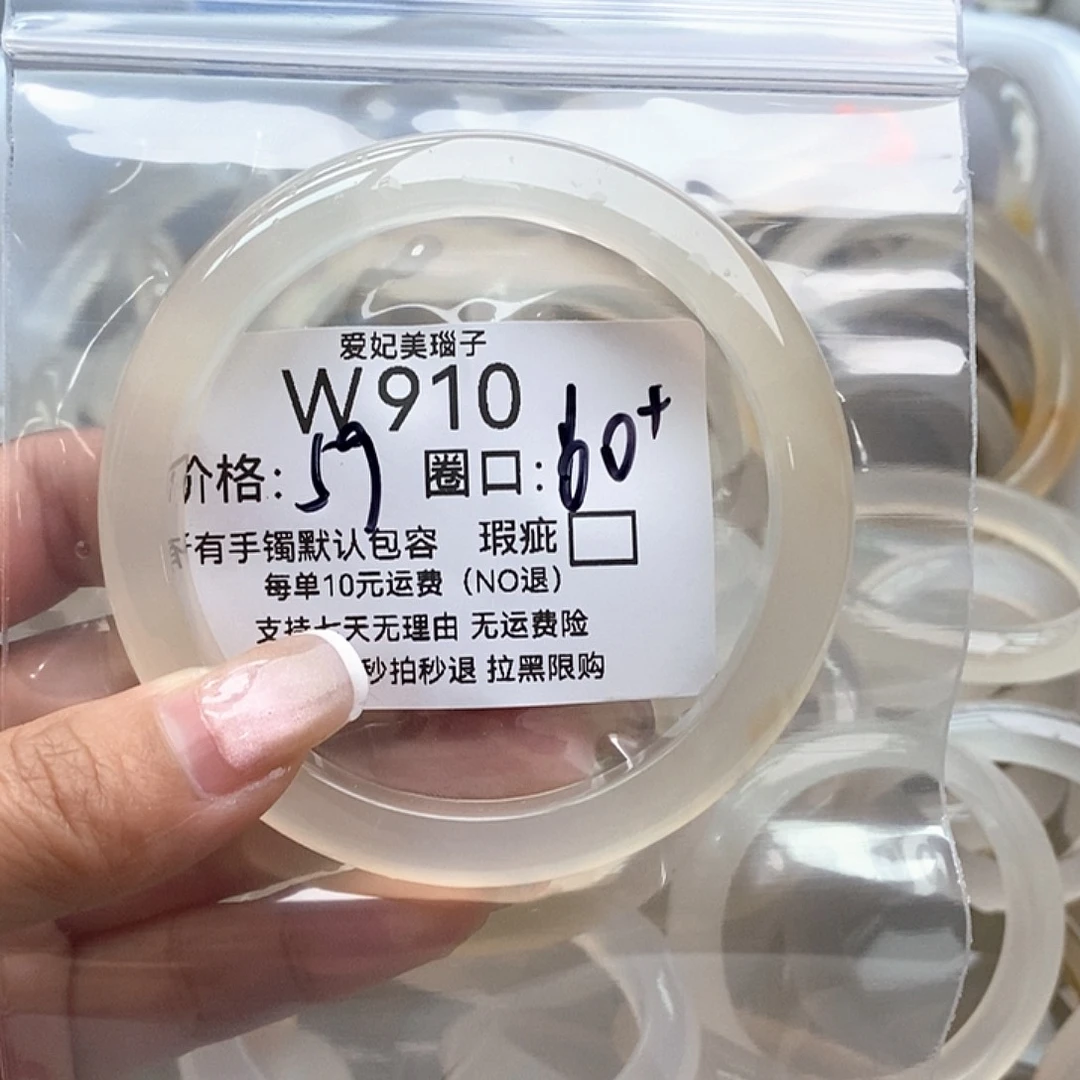 爱妃美瑙子
W910
价格：59 圈口：60+
所有手镯默认包容 瑕疵
每单10元运费（NO退）
支持七天无理由 无运费险
秒拍秒退 拉黑限购